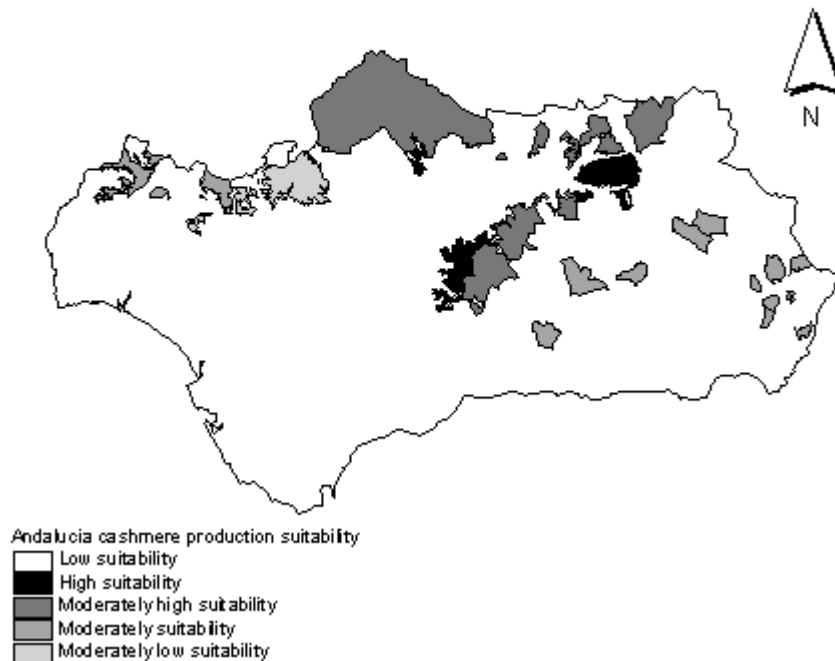 N
Andalucia cashmere production suitability
Low suitability
High suitability
Moderately high suitability
Moderately suitability
Moderately low suitability